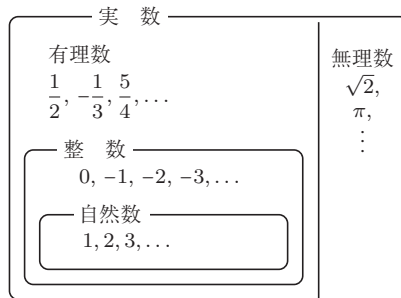 実 数
有理数
1/2, −1/3, 5/4, …
無理数
√2,
π,
⋮
整 数
0, −1, −2, −3, …
自然数
1, 2, 3, …